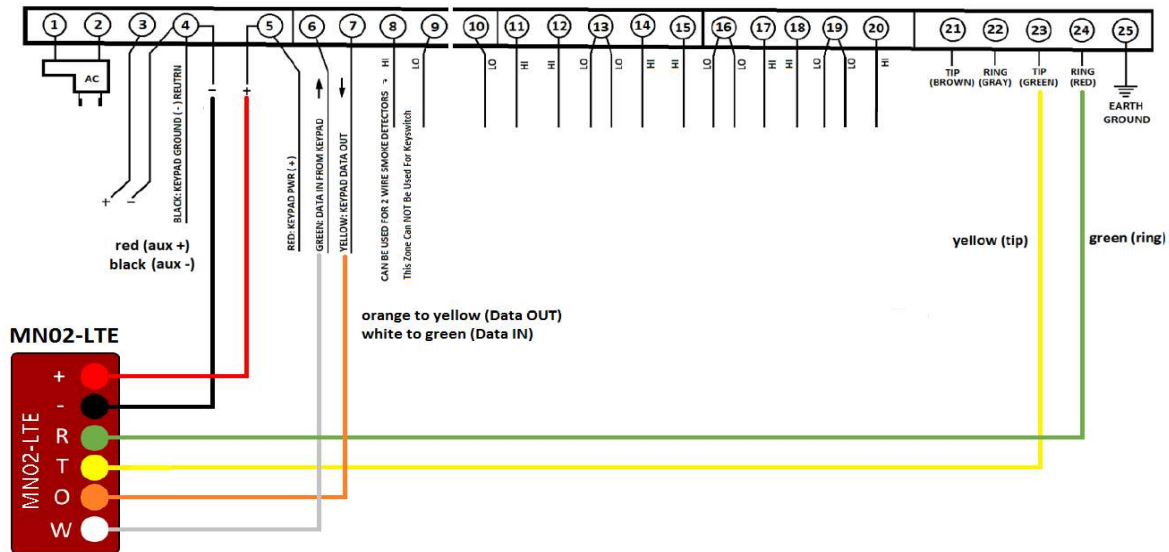 1 2 3 4 5 6 7 8 9 10 11 12 13 14 15 16 17 18 19 20 21 22 23 24 25
AC
+ −
BLACK: KEYPAD GROUND ( - ) REUTRN
−
+
RED: KEYPAD PWR ( + )
GREEN: DATA IN FROM KEYPAD
YELLOW: KEYPAD DATA OUT
HI
CAN BE USED FOR 2 WIRE SMOKE DETECTORS
This Zone Can NOT Be Used For Keyswitch
LO
LO
HI
HI
LO
LO
HI
HI
LO
LO
HI
HI
LO
LO
HI
TIP
(BROWN)
RING
(GRAY)
TIP
(GREEN)
RING
(RED)
EARTH
GROUND
red (aux +)
black (aux -)
yellow (tip)
green (ring)
orange to yellow (Data OUT)
white to green (Data IN)
MN02-LTE
MN02-LTE
+
-
R
T
O
W